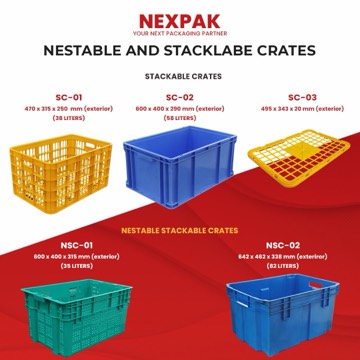 NEXPAK
YOUR NEXT PACKAGING PARTNER
NESTABLE AND STACKLABE CRATES
STACKABLE CRATES
SC-01
470 x 315 x 250 mm (exterior)
(38 LITERS)
SC-02
600 x 400 x 290 mm (exterior)
(58 LITERS)
SC-03
495 x 343 x 20 mm (exterior)
NESTABLE STACKABLE CRATES
NSC-01
600 x 400 x 315 mm (exterior)
(35 LITERS)
NSC-02
642 x 462 x 338 mm (exterior)
(82 LITERS)